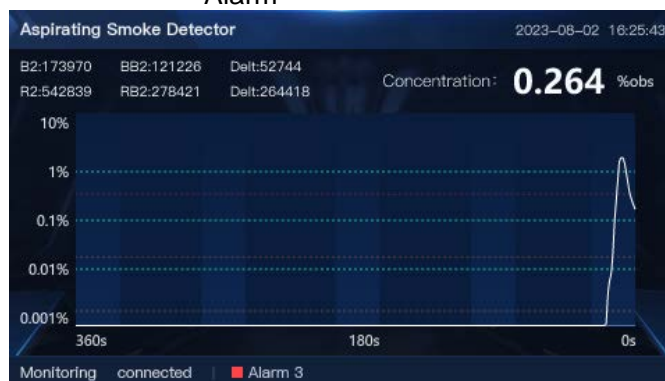 Alarm
Aspirating Smoke Detector 2023-08-02 16:25:43
B2:173970 BB2:121226 Delt:52744
R2:542839 RB2:278421 Delt:264418
Concentration: 0.264 %obs
10%
1%
0.1%
0.01%
0.001%
360s 180s 0s
Monitoring connected | Alarm 3